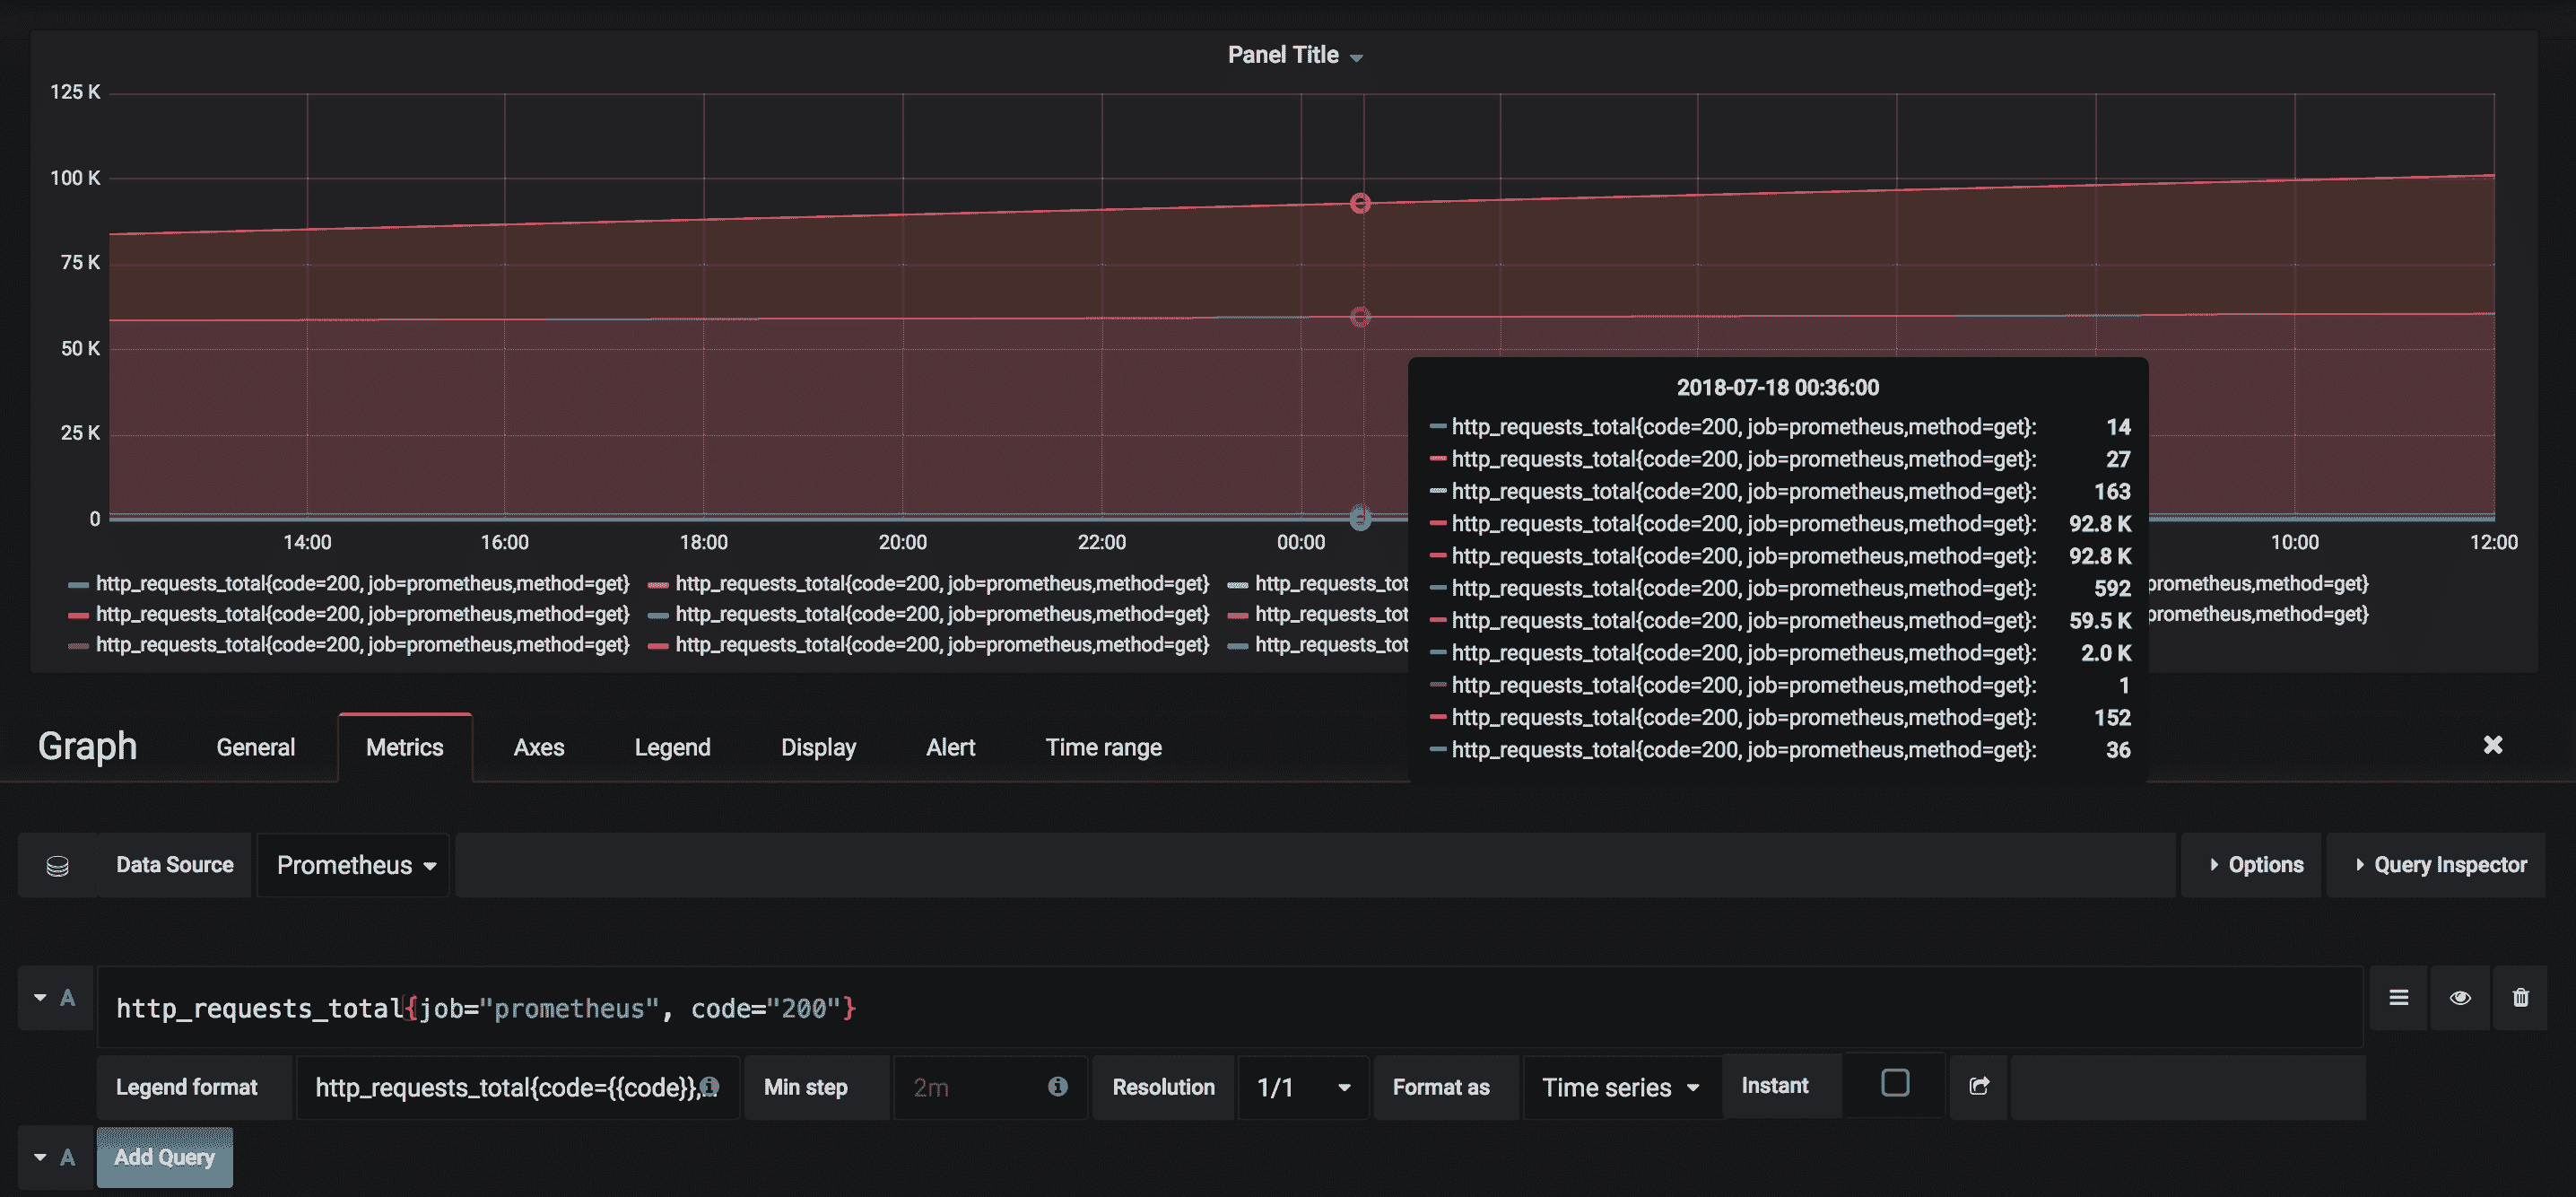 Panel Title
125 K
100 K
75 K
50 K
25 K
0
14:00 16:00 18:00 20:00 22:00 00:00 10:00 12:00
2018-07-18 00:36:00
http_requests_total{code=200, job=prometheus,method=get}: 14
http_requests_total{code=200, job=prometheus,method=get}: 27
http_requests_total{code=200, job=prometheus,method=get}: 163
http_requests_total{code=200, job=prometheus,method=get}: 92.8 K
http_requests_total{code=200, job=prometheus,method=get}: 92.8 K
http_requests_total{code=200, job=prometheus,method=get}: 592
http_requests_total{code=200, job=prometheus,method=get}: 59.5 K
http_requests_total{code=200, job=prometheus,method=get}: 2.0 K
http_requests_total{code=200, job=prometheus,method=get}: 1
http_requests_total{code=200, job=prometheus,method=get}: 152
http_requests_total{code=200, job=prometheus,method=get}: 36
http_requests_total{code=200, job=prometheus,method=get} http_requests_total{code=200, job=prometheus,method=get} http_requests_tot prometheus,method=get}
http_requests_total{code=200, job=prometheus,method=get} http_requests_total{code=200, job=prometheus,method=get} http_requests_tot prometheus,method=get}
http_requests_total{code=200, job=prometheus,method=get} http_requests_total{code=200, job=prometheus,method=get} http_requests_tot
Graph General Metrics Axes Legend Display Alert Time range
Data Source Prometheus Options Query Inspector
A http_requests_total{job="prometheus", code="200"}
Legend format http_requests_total{code={{code}},.. Min step 2m Resolution 1/1 Format as Time series Instant
A Add Query